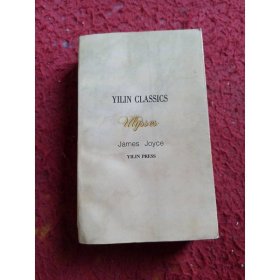 YILIN CLASSICS
Ulysses
James Joyce
YILIN PRESS